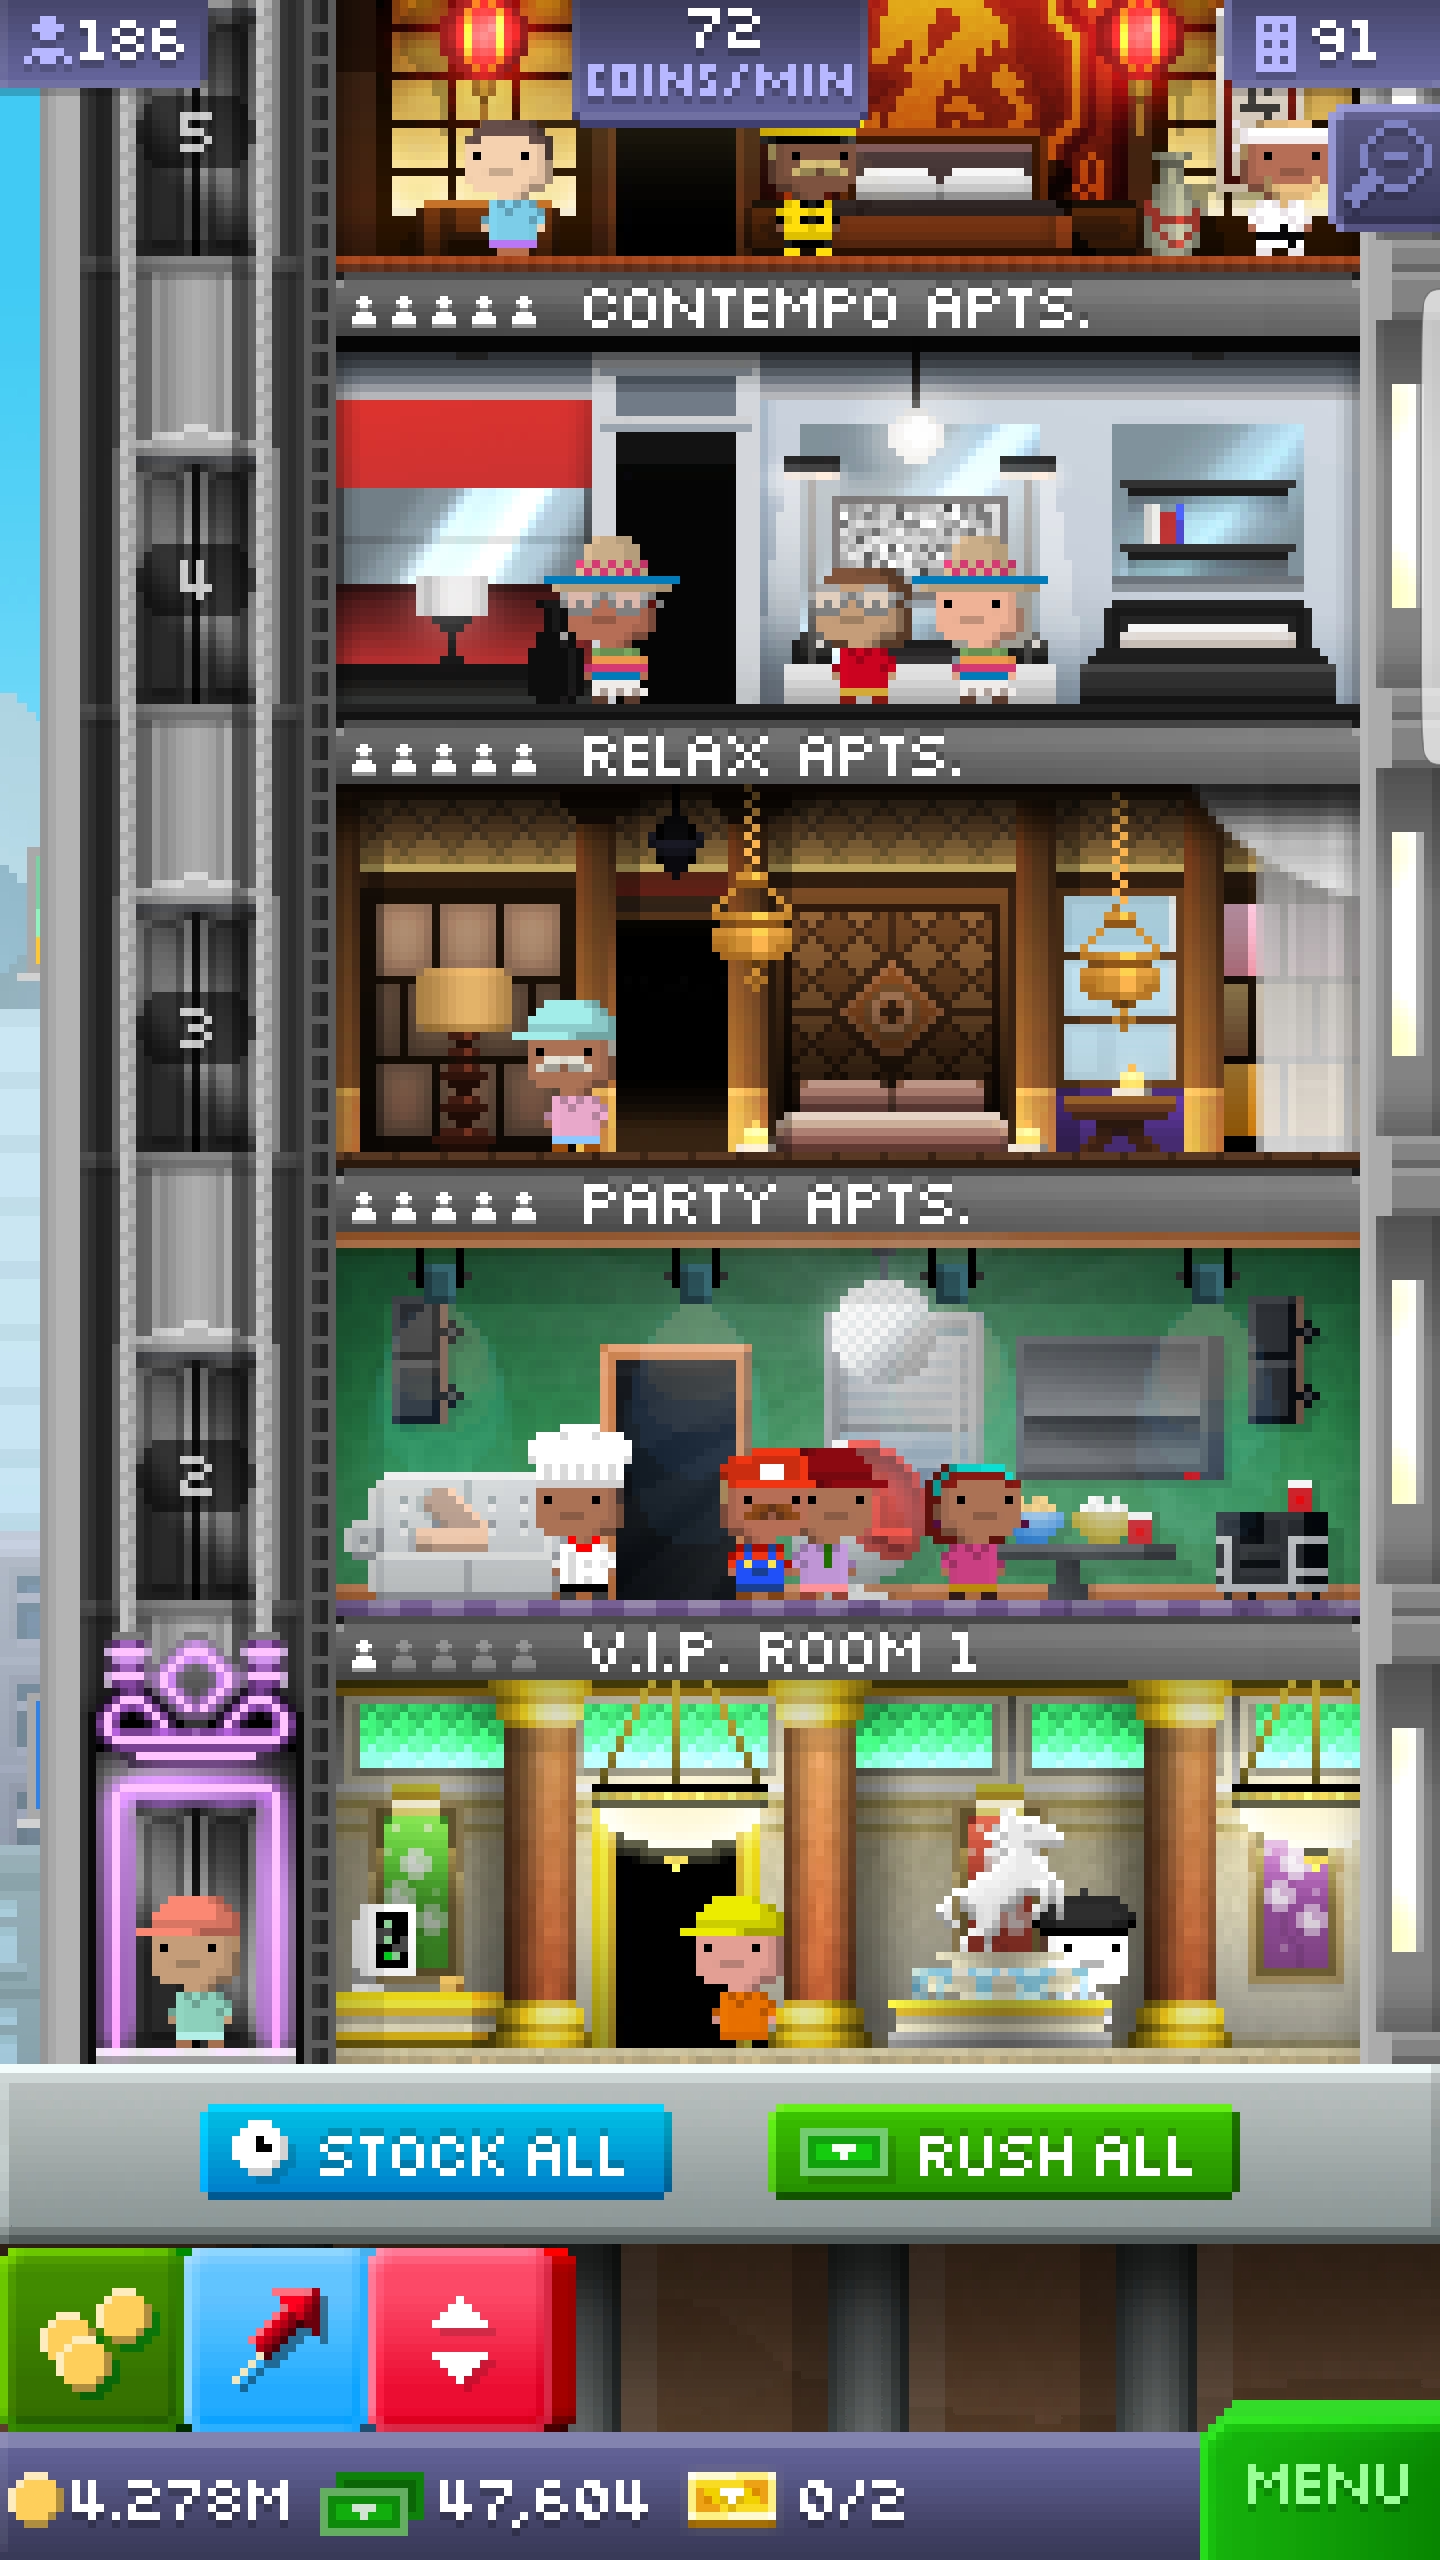 186
72
COINS/MIN
91
5
CONTEMPO APTS.
4
RELAX APTS.
3
PARTY APTS.
2
V.I.P. ROOM 1
STOCK ALL
RUSH ALL
4.278M 47,604 0/2
MENU